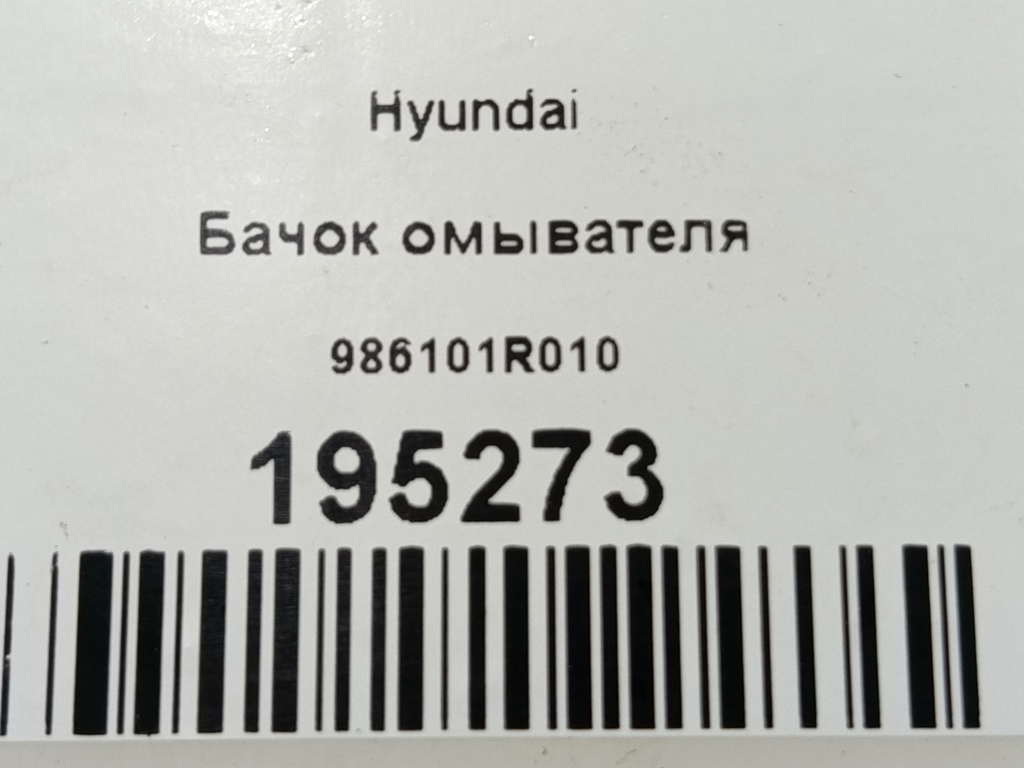 Hyundai
Бачок омывателя
986101R010
195273